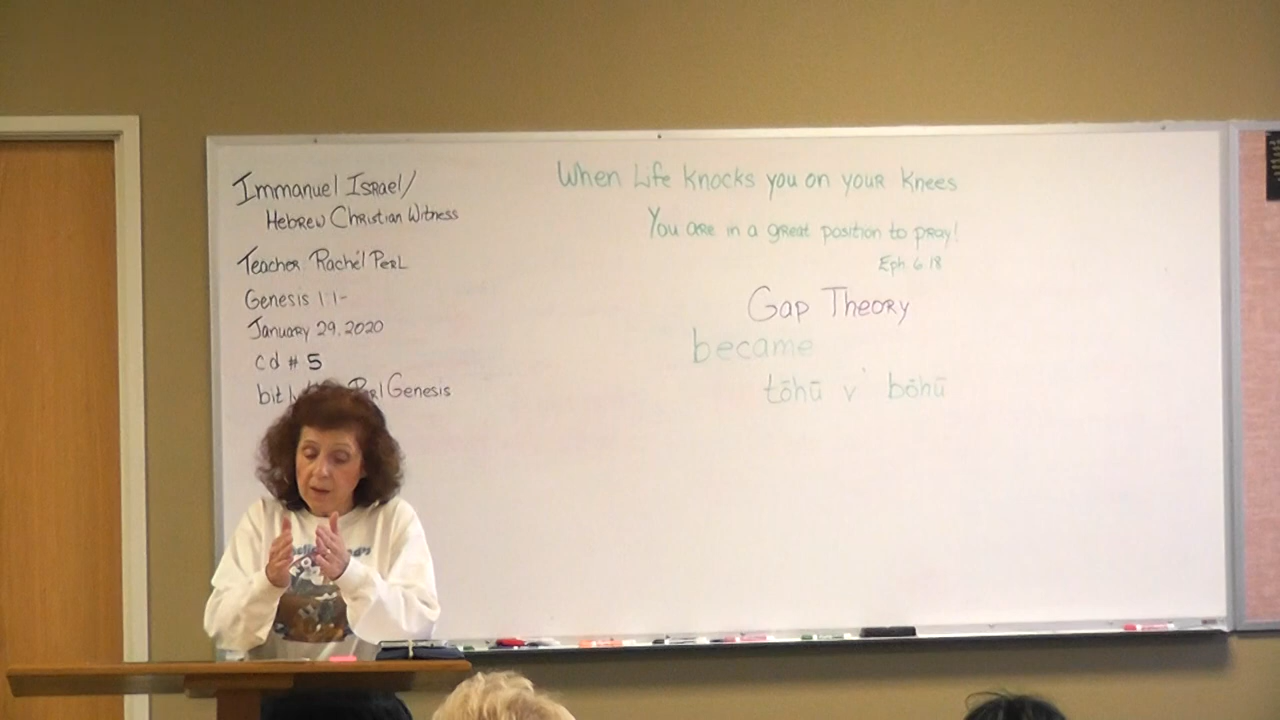 Immanuel Israel/
Hebrew Christian Witness
Teacher Rachel Perl
Genesis 1:1-
January 29, 2020
cd # 5
bit Perl Genesis
When Life Knocks you on your Knees
You are in a great position to pray!
Eph. 6:18
Gap Theory
became
tōhū v' bōhū